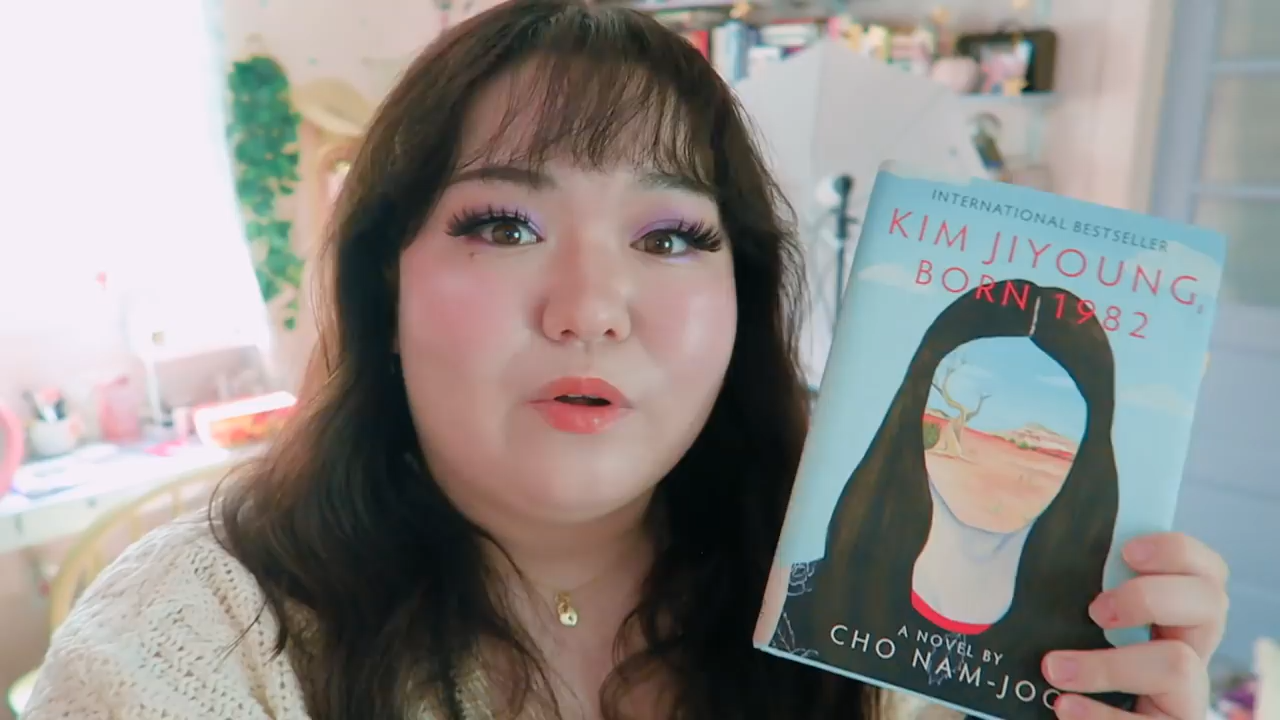 INTERNATIONAL BESTSELLER
KIM JIYOUNG,
BORN 1982
A NOVEL BY
CHO NAM-JOO